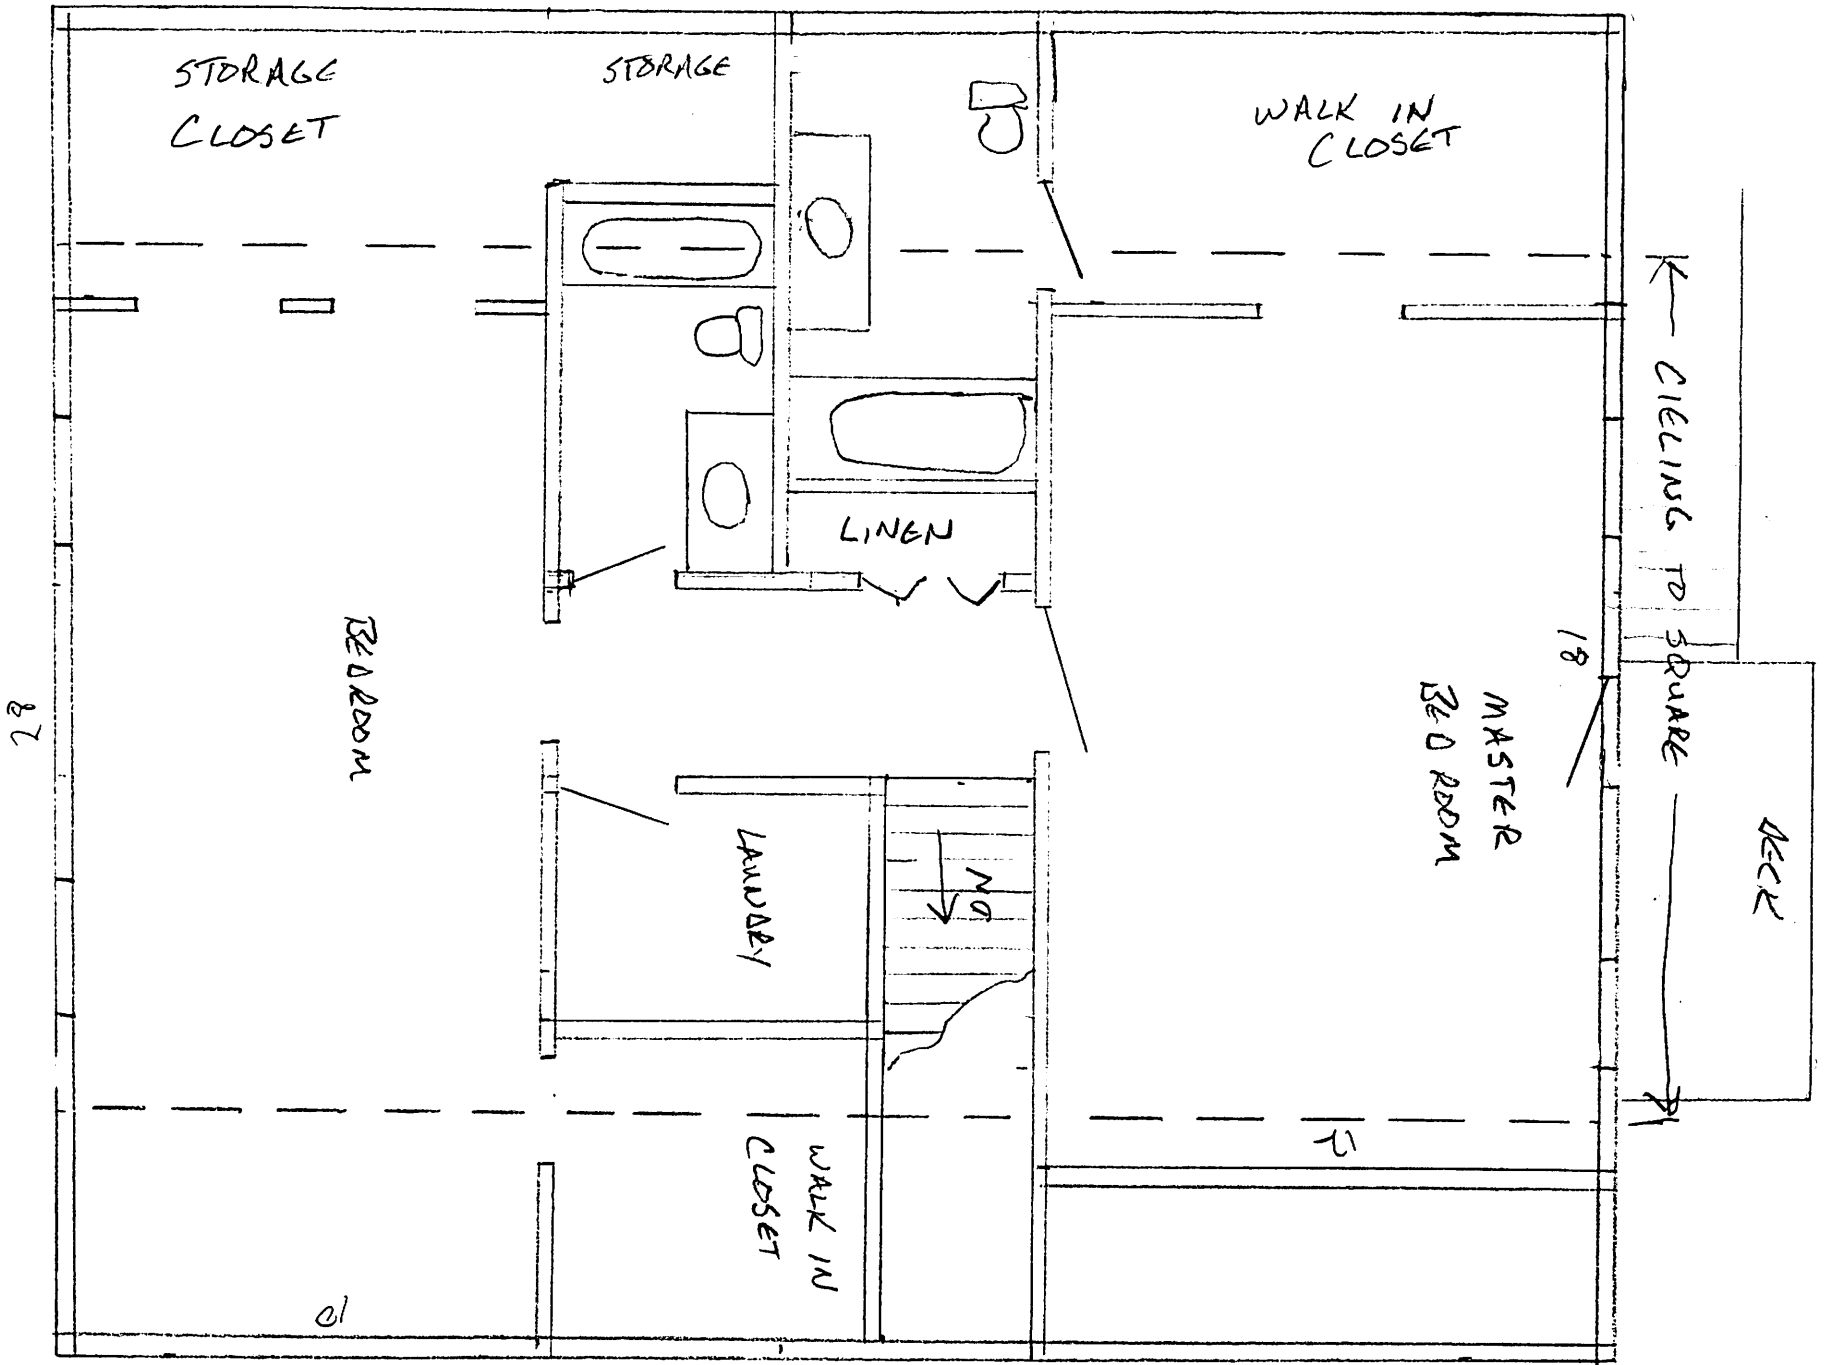 STORAGE
CLOSET
STORAGE
WALK IN
CLOSET
LINEN
← CIELING TO SQUARE →
18
MASTER
BED ROOM
BEDROOM
28
DECK
LAUNDRY
DN
WALK IN
CLOSET
10